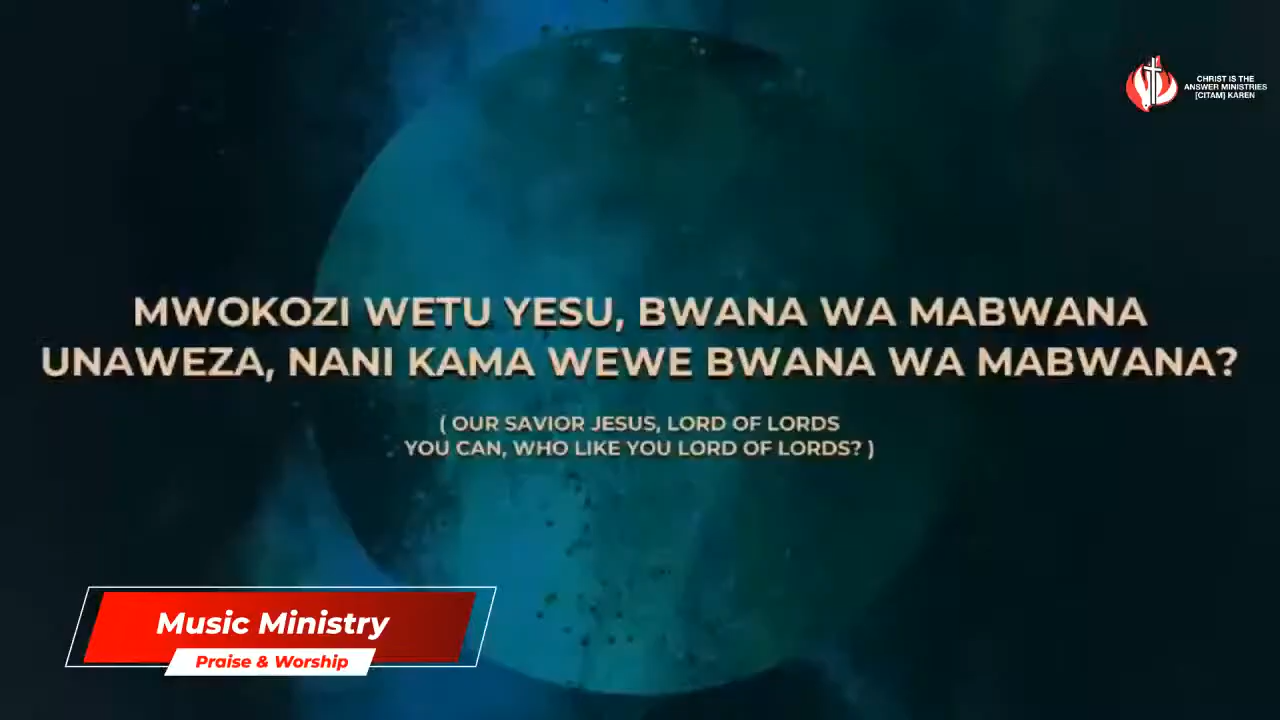 CHRIST IS THE
ANSWER MINISTRIES
[CITAM] KAREN
MWOKOZI WETU YESU, BWANA WA MABWANA
UNAWEZA, NANI KAMA WEWE BWANA WA MABWANA?
( OUR SAVIOR JESUS, LORD OF LORDS
YOU CAN, WHO LIKE YOU LORD OF LORDS? )
Music Ministry
Praise & Worship